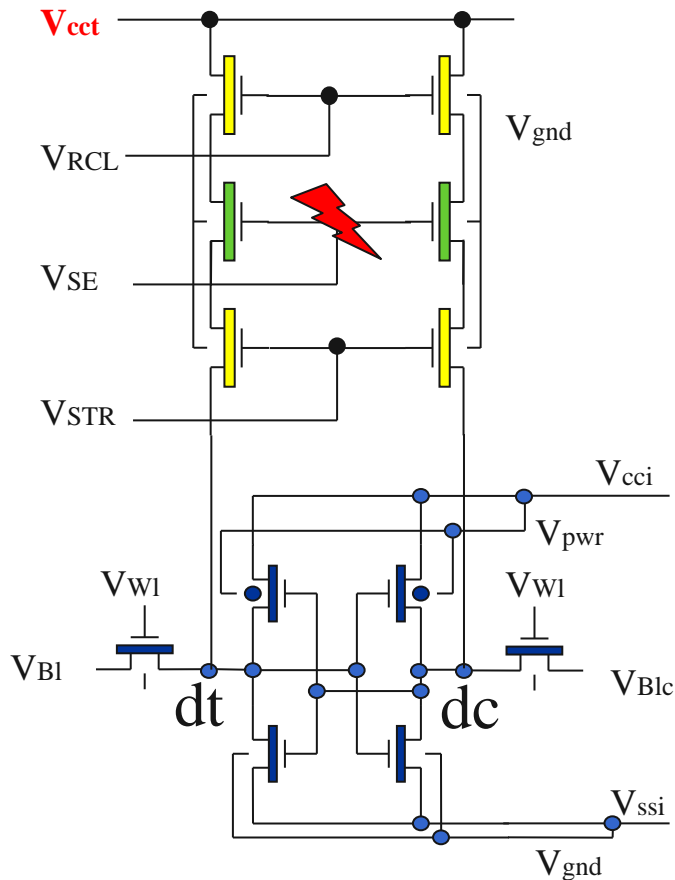 Vcct
Vgnd
VRCL
VSE
VSTR
Vcci
Vpwr
VWl
VWl
VBl
dt
dc
VBlc
Vssi
Vgnd